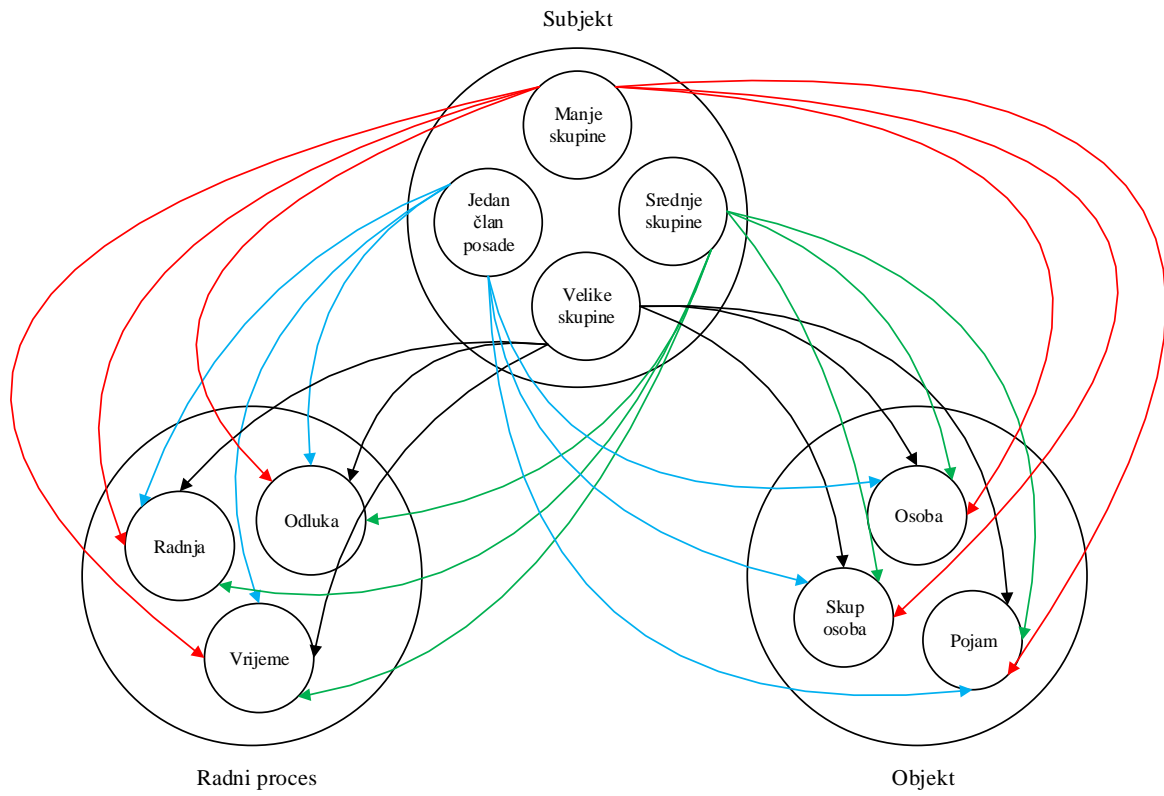 Subjekt
Manje
skupine
Jedan
član
posade
Srednje
skupine
Velike
skupine
Odluka
Radnja
Vrijeme
Osoba
Skup
osoba
Pojam
Radni proces
Objekt